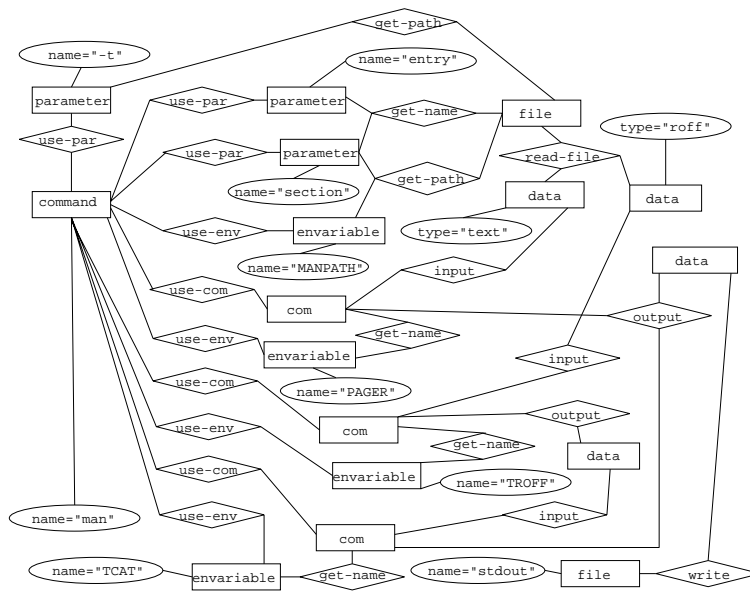 get-path
name="-t"
name="entry"
parameter
use-par
parameter
get-name
file
type="roff"
use-par
use-par
parameter
read-file
get-path
name="section"
data
data
command
use-env
envariable
type="text"
name="MANPATH"
input
data
use-com
com
get-name
output
use-env
envariable
input
use-com
name="PAGER"
output
com
use-env
get-name
data
use-com
envariable
name="TROFF"
name="man"
use-env
input
com
name="TCAT"
envariable
get-name
name="stdout"
file
write